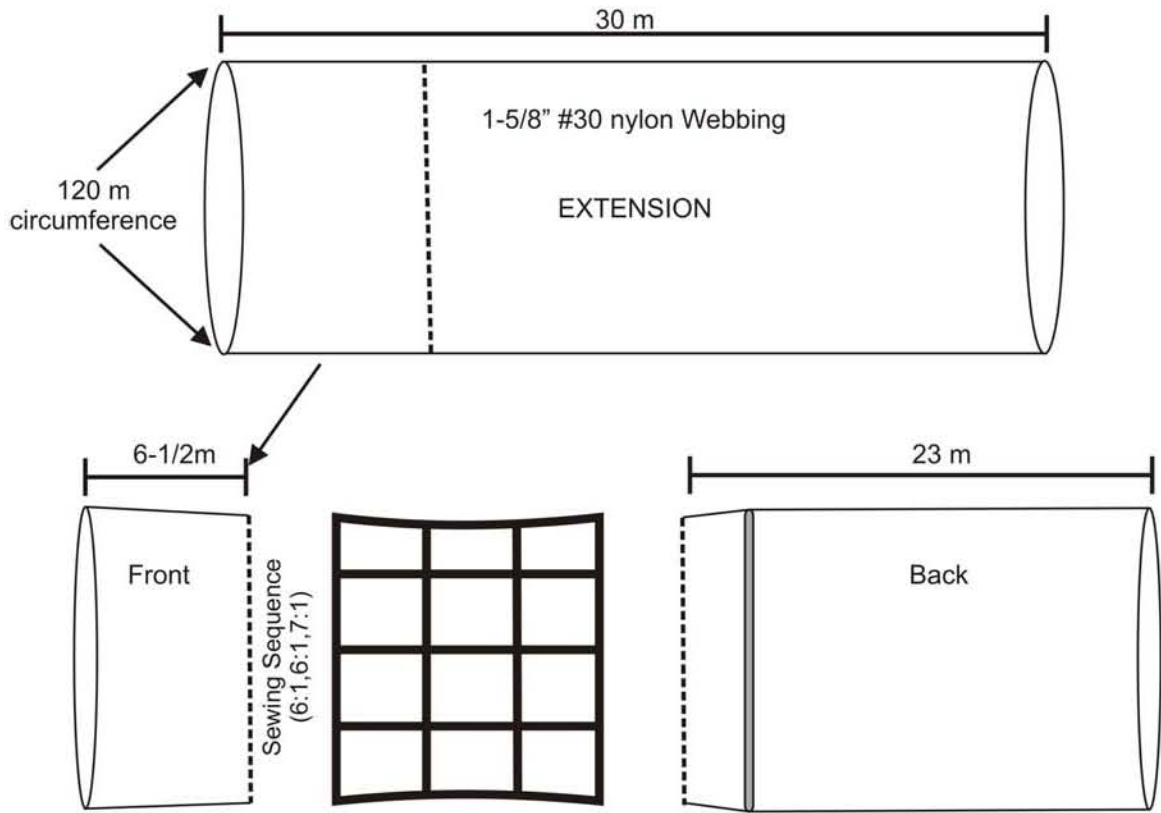 30 m
1-5/8” #30 nylon Webbing
EXTENSION
120 m
circumference
6-1/2m
23 m
Front
Sewing Sequence
(6:1,6:1,7:1)
Back